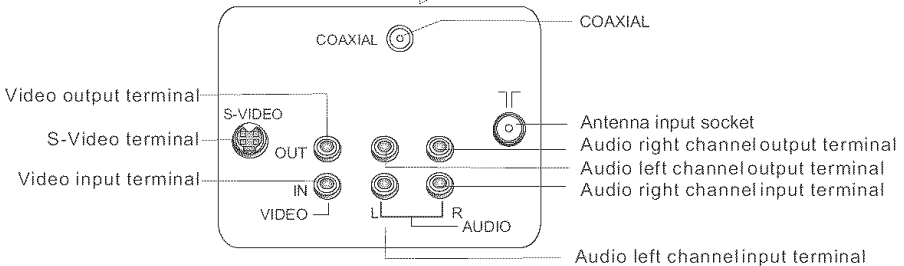 COAXIAL
COAXIAL
Video output terminal
S-VIDEO
Antenna input socket
S-Video terminal
OUT
Audio right channel output terminal
Audio left channel output terminal
Video input terminal
IN
Audio right channel input terminal
VIDEO
L
R
AUDIO
Audio left channel input terminal